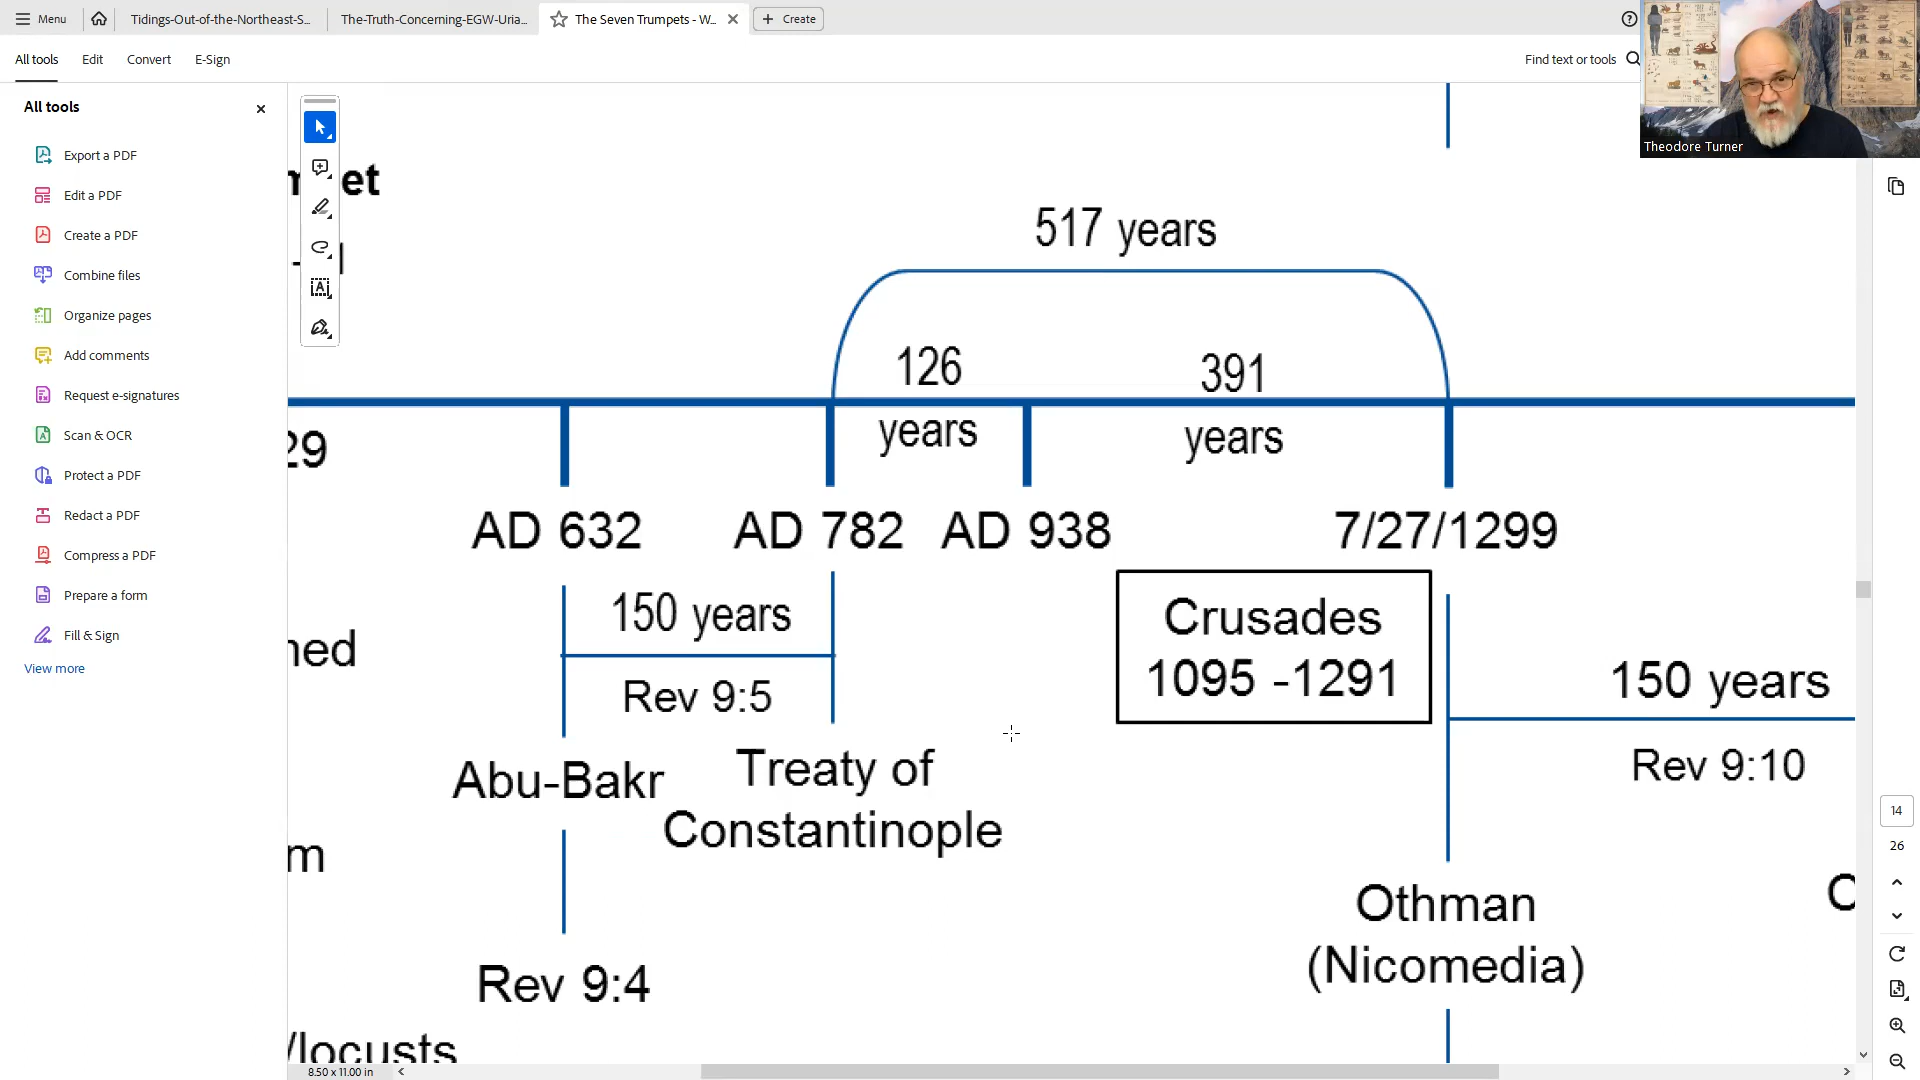 Menu
Tidings-Out-of-the-Northeast-S...
The-Truth-Concerning-EGW-Uria...
The Seven Trumpets - W...
Create
All tools
Edit
Convert
E-Sign
Find text or tools
Theodore Turner
All tools
Export a PDF
Edit a PDF
Create a PDF
Combine files
Organize pages
Add comments
Request e-signatures
Scan & OCR
Protect a PDF
Redact a PDF
Compress a PDF
Prepare a form
Fill & Sign
View more
et
517 years
126
years
391
years
29
AD 632
AD 782
AD 938
7/27/1299
150 years
Rev 9:5
Crusades
1095 -1291
150 years
Rev 9:10
ned
Abu-Bakr
Treaty of
Constantinople
m
Othman
(Nicomedia)
Rev 9:4
/locusts
14
26
8.50 x 11.00 in